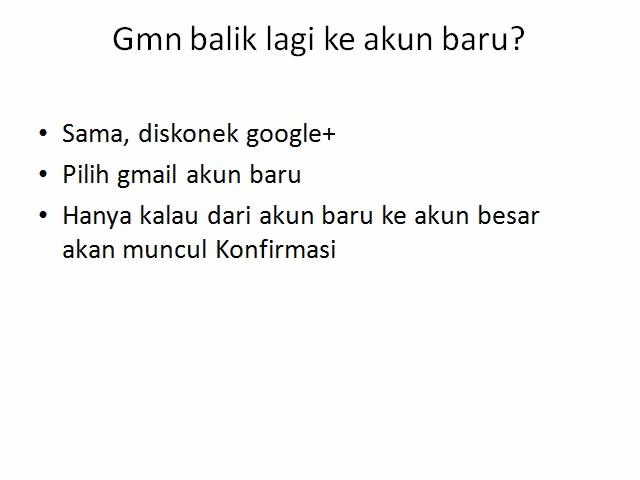 Gmn balik lagi ke akun baru?
• Sama, diskonek google+
• Pilih gmail akun baru
• Hanya kalau dari akun baru ke akun besar
akan muncul Konfirmasi